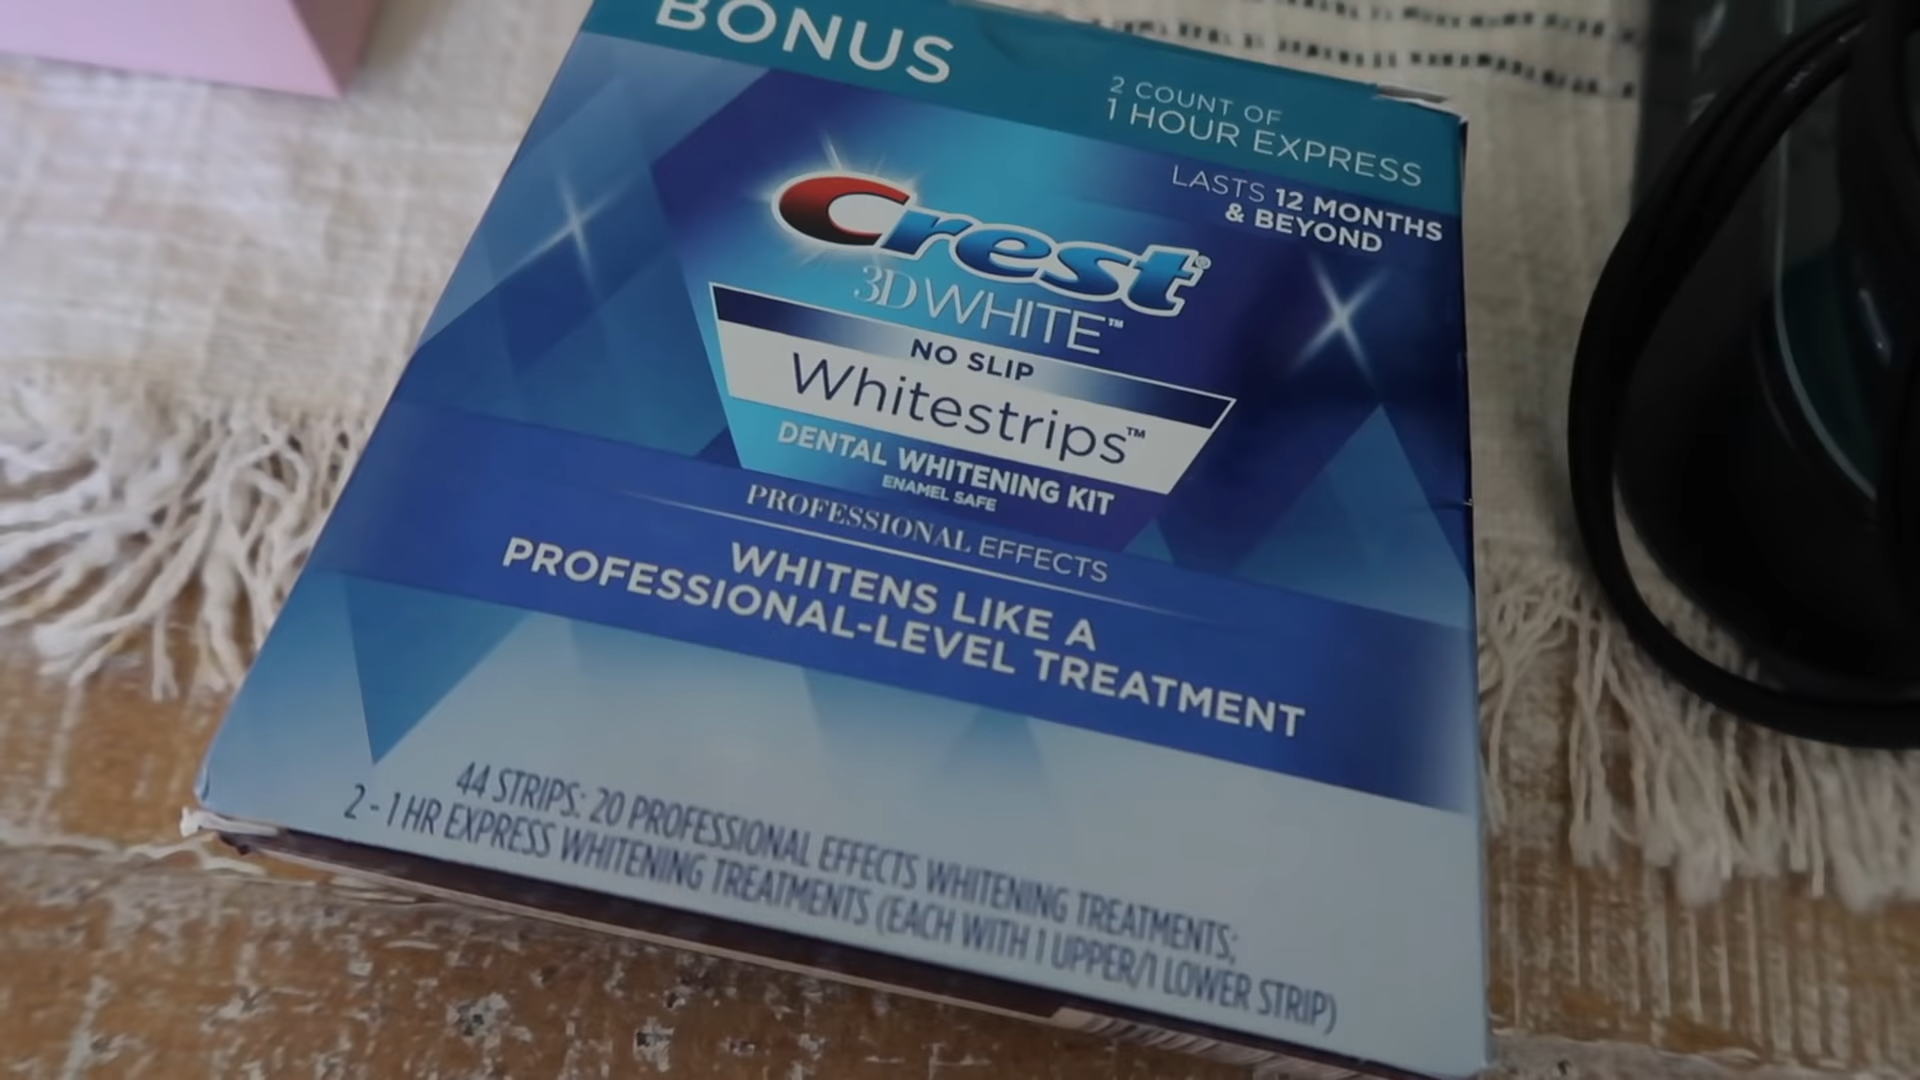 BONUS
2 COUNT OF
1 HOUR EXPRESS
LASTS 12 MONTHS
& BEYOND
Crest®
3D WHITE™
NO SLIP
Whitestrips™
DENTAL WHITENING KIT
ENAMEL SAFE
PROFESSIONAL EFFECTS
WHITENS LIKE A
PROFESSIONAL-LEVEL TREATMENT
44 STRIPS: 20 PROFESSIONAL EFFECTS WHITENING TREATMENTS;
2 - 1 HR EXPRESS WHITENING TREATMENTS (EACH WITH 1 UPPER/1 LOWER STRIP)